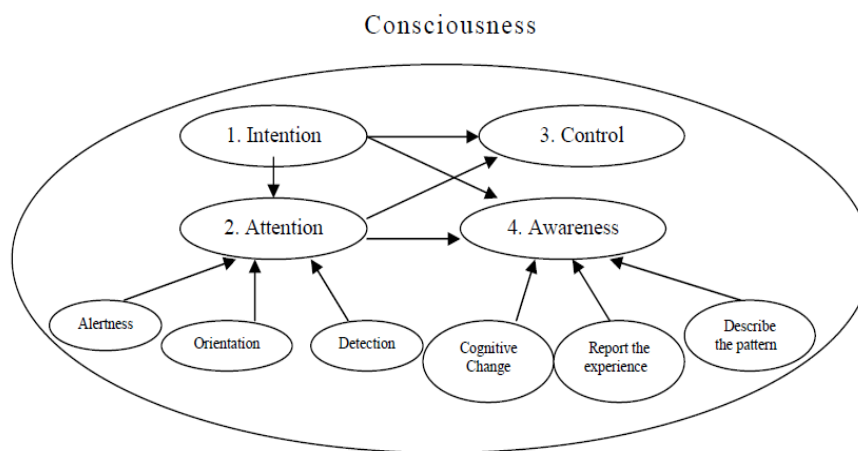 Consciousness
1. Intention
3. Control
2. Attention
4. Awareness
Alertness
Orientation
Detection
Cognitive
Change
Report the
experience
Describe
the pattern